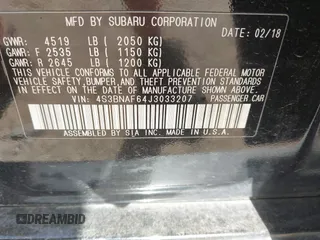 MFD. BY SUBARU CORPORATION
DATE: 02/18
GVWR: 4519 LB ( 2050 KG)
GAWR: F 2535 LB ( 1150 KG)
GAWR: R 2645 LB ( 1200 KG)
THIS VEHICLE CONFORMS TO ALL APPLICABLE FEDERAL MOTOR
VEHICLE SAFETY, BUMPER, AND THEFT PREVENTION
STANDARDS IN EFFECT ON THE DATE OF MANUFACTURE
SHOWN ABOVE.
VIN: 4S3BNAF64J3033207 PASSENGER CAR
ASSEMBLED BY SIA INC. MADE IN U.S.A
DREAMBID